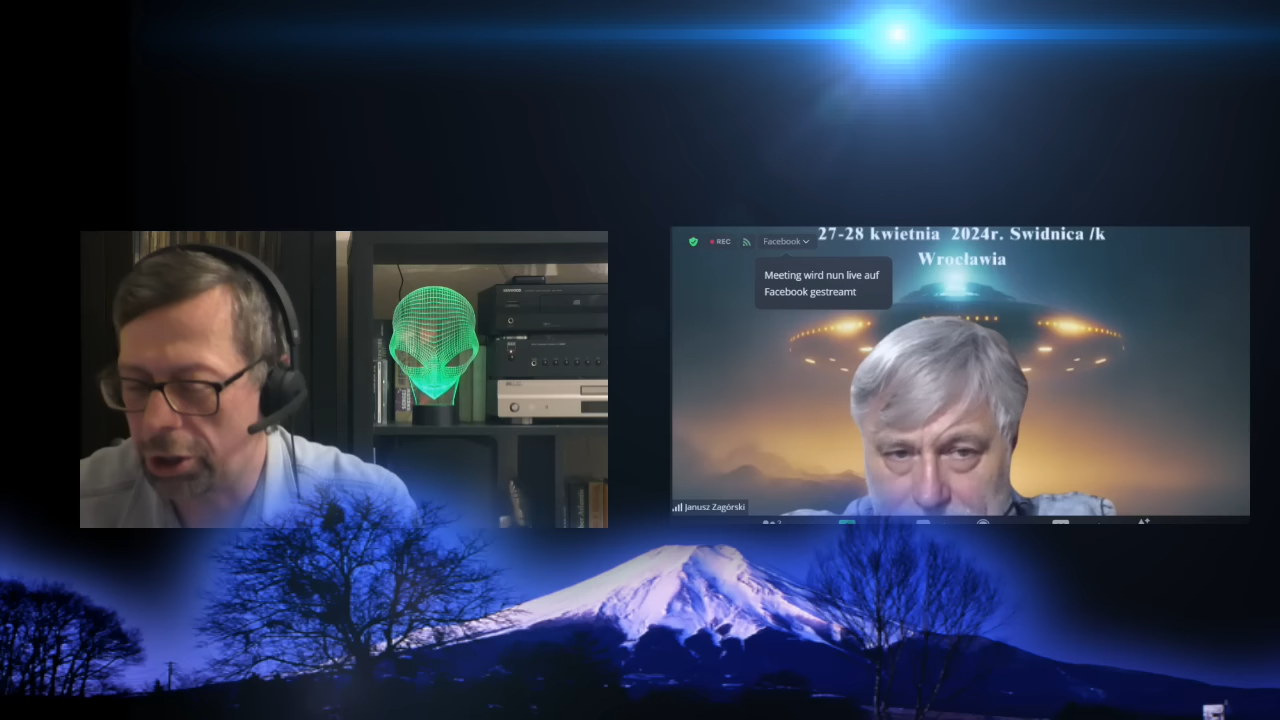 27-28 kwietnia 2024r. Swidnica /k
Wrocławia
REC
Facebook
Meeting wird nun live auf
Facebook gestreamt
Janusz Zagórski